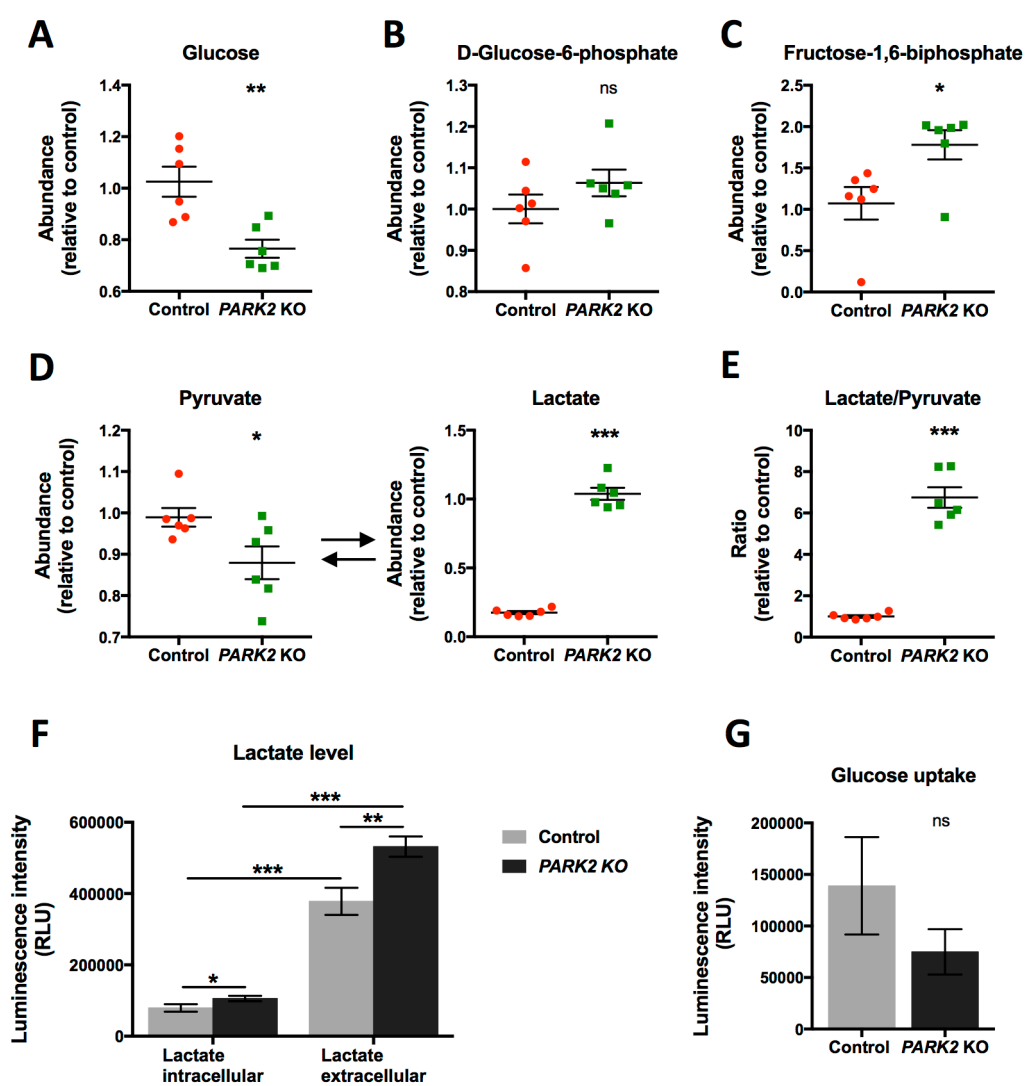 A
Glucose
**
Abundance
(relative to control)
1.4
1.2
1.0
0.8
0.6
Control PARK2 KO
B
D-Glucose-6-phosphate
ns
Abundance
(relative to control)
1.3
1.2
1.1
1.0
0.9
0.8
Control PARK2 KO
C
Fructose-1,6-biphosphate
*
Abundance
(relative to control)
2.5
2.0
1.5
1.0
0.5
0.0
Control PARK2 KO
D
Pyruvate
*
Abundance
(relative to control)
1.2
1.1
1.0
0.9
0.8
0.7
Control PARK2 KO
Lactate
***
Abundance
(relative to control)
1.5
1.0
0.5
0.0
Control PARK2 KO
E
Lactate/Pyruvate
***
Ratio
(relative to control)
10
8
6
4
2
0
Control PARK2 KO
F
Lactate level
Luminescence intensity
(RLU)
600000
400000
200000
0
***
**
***
*
Lactate
intracellular
Lactate
extracellular
Control
PARK2 KO
G
Glucose uptake
ns
Luminescence intensity
(RLU)
200000
150000
100000
50000
0
Control PARK2 KO